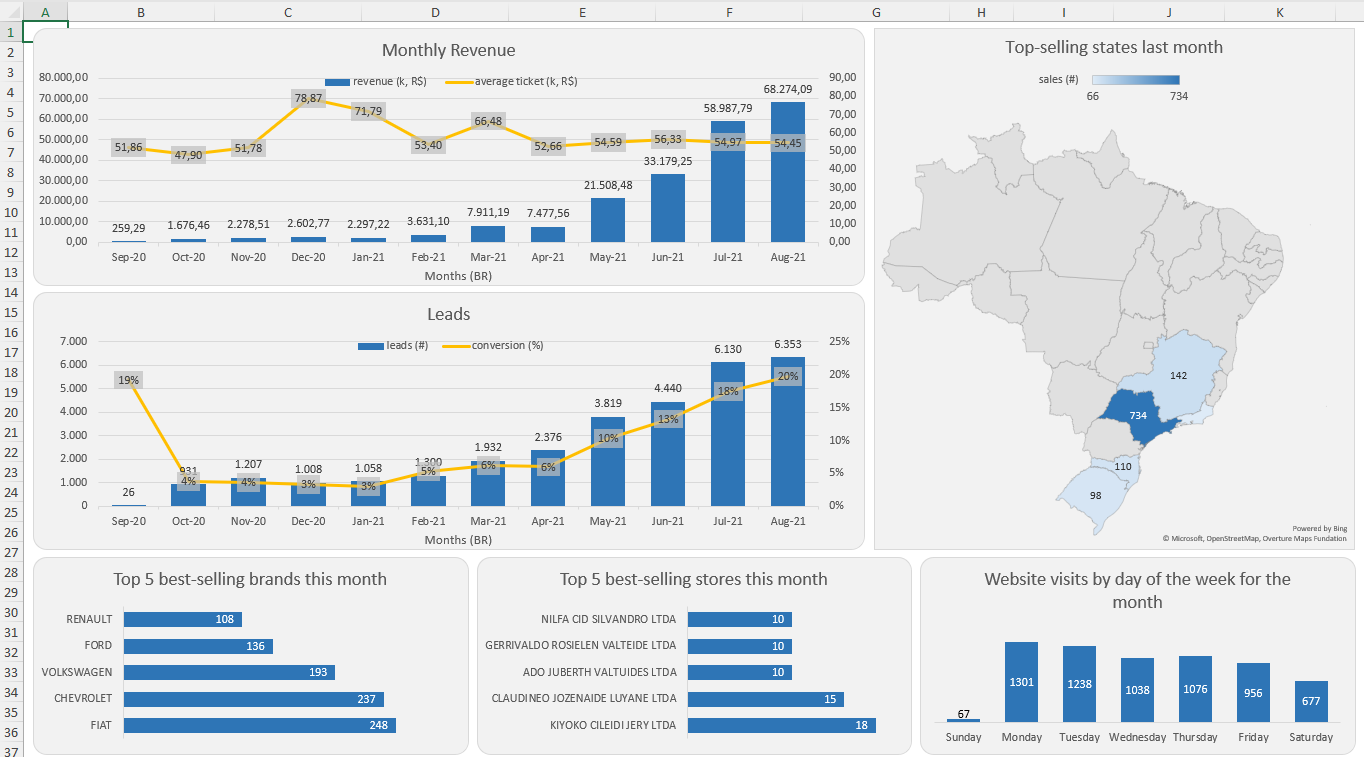 A B C D E F G H I J K
1
2
3
4
5
6
7
8
9
10
11
12
13
14
15
16
17
18
19
20
21
22
23
24
25
26
27
28
29
30
31
32
33
34
35
36
37
Monthly Revenue
revenue (k, R$) average ticket (k, R$)
80.000,00
70.000,00
60.000,00
50.000,00
40.000,00
30.000,00
20.000,00
10.000,00
0,00
90,00
80,00
70,00
60,00
50,00
40,00
30,00
20,00
10,00
0,00
51,86 47,90 51,78 78,87 71,79 53,40 66,48 52,66 54,59 56,33 54,97 54,45
259,29 1.676,46 2.278,51 2.602,77 2.297,22 3.631,10 7.911,19 7.477,56 21.508,48 33.179,25 58.987,79 68.274,09
Sep-20 Oct-20 Nov-20 Dec-20 Jan-21 Feb-21 Mar-21 Apr-21 May-21 Jun-21 Jul-21 Aug-21
Months (BR)
Leads
leads (#) conversion (%)
7.000
6.000
5.000
4.000
3.000
2.000
1.000
0
25%
20%
15%
10%
5%
0%
19% 4% 4% 3% 3% 5% 6% 6% 10% 13% 18% 20%
26 931 1.207 1.008 1.058 1.300 1.932 2.376 3.819 4.440 6.130 6.353
Sep-20 Oct-20 Nov-20 Dec-20 Jan-21 Feb-21 Mar-21 Apr-21 May-21 Jun-21 Jul-21 Aug-21
Months (BR)
Top-selling states last month
sales (#)
66 734
142
734
110
98
Powered by Bing
© Microsoft, OpenStreetMap, Overture Maps Foundation
Top 5 best-selling brands this month
RENAULT 108
FORD 136
VOLKSWAGEN 193
CHEVROLET 237
FIAT 248
Top 5 best-selling stores this month
NILFA CID SILVANDRO LTDA 10
GERRIVALDO ROSIELEN VALTEIDE LTDA 10
ADO JUBERTH VALTUIDES LTDA 10
CLAUDINEO JOZENAIDE LUYANE LTDA 15
KIYOKO CILEIDI JERY LTDA 18
Website visits by day of the week for the
month
67 1301 1238 1038 1076 956 677
Sunday Monday Tuesday Wednesday Thursday Friday Saturday